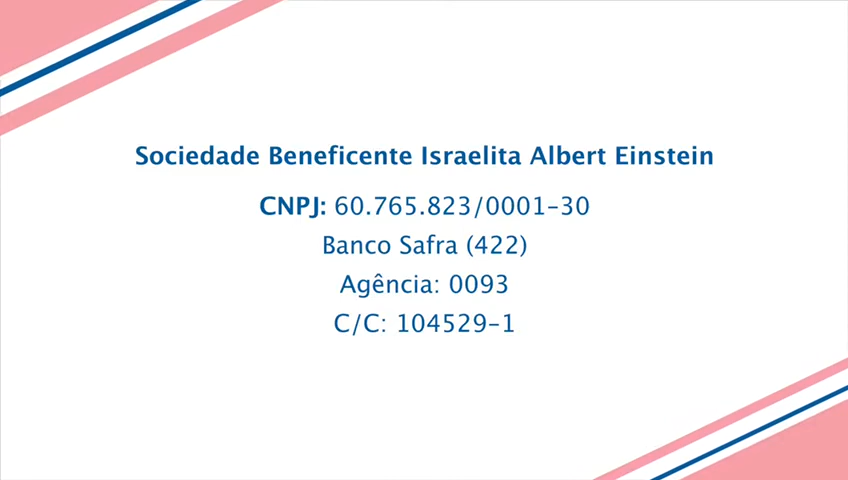 Sociedade Beneficente Israelita Albert Einstein
CNPJ: 60.765.823/0001-30
Banco Safra (422)
Agência: 0093
C/C: 104529-1